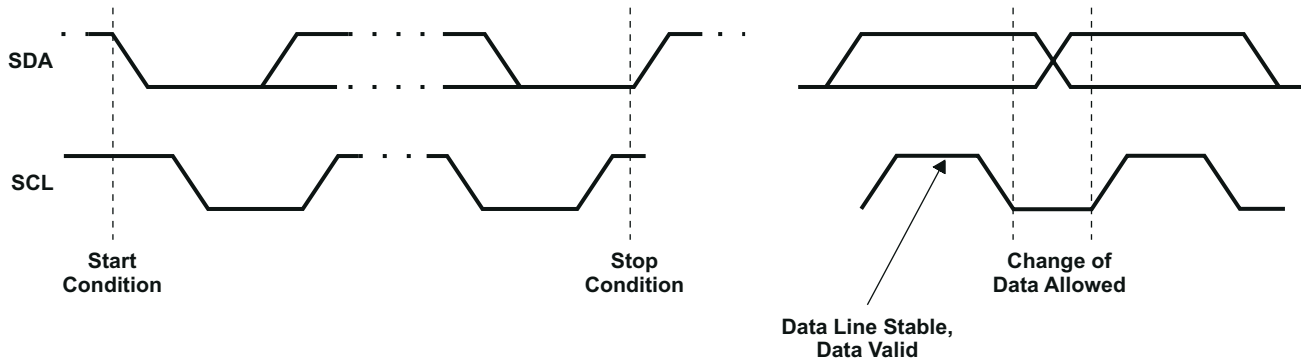 SDA
SCL
Start
Condition
Stop
Condition
Change of
Data Allowed
Data Line Stable,
Data Valid